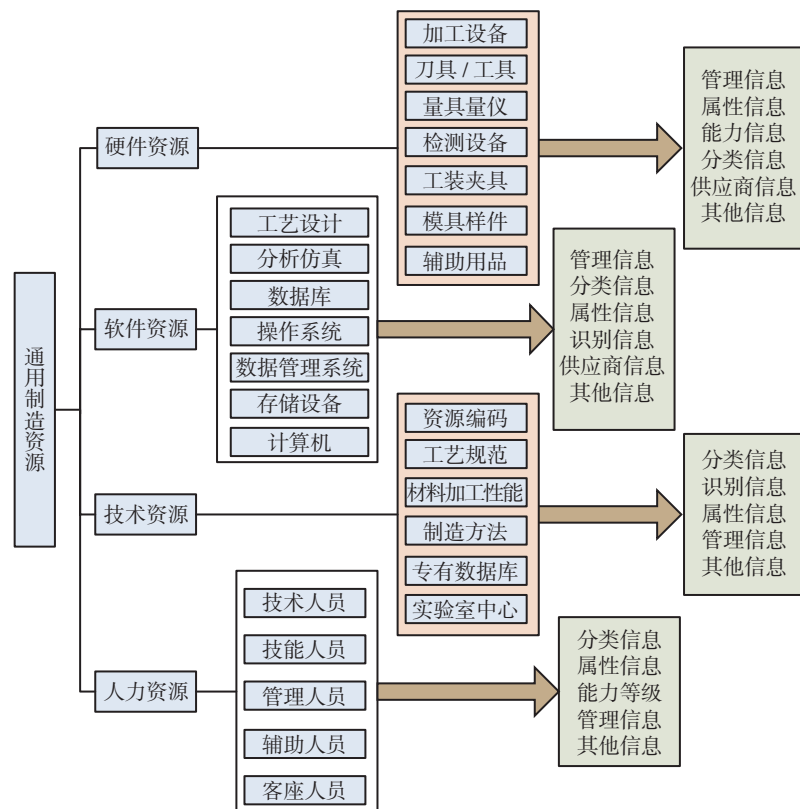 通用制造资源
硬件资源
加工设备
刀具 / 工具
量具量仪
检测设备
工装夹具
模具样件
辅助用品
管理信息
属性信息
能力信息
分类信息
供应商信息
其他信息
软件资源
工艺设计
分析仿真
数据库
操作系统
数据管理系统
存储设备
计算机
管理信息
分类信息
属性信息
识别信息
供应商信息
其他信息
技术资源
资源编码
工艺规范
材料加工性能
制造方法
专有数据库
实验室中心
分类信息
识别信息
属性信息
管理信息
其他信息
人力资源
技术人员
技能人员
管理人员
辅助人员
客座人员
分类信息
属性信息
能力等级
管理信息
其他信息